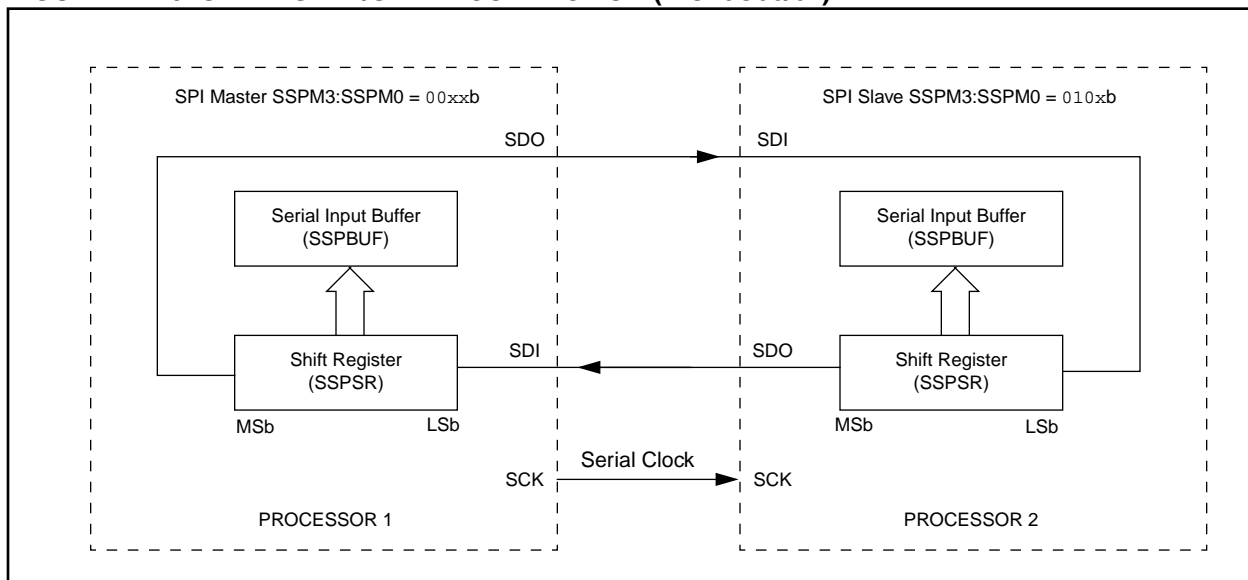 SPI Master SSPM3:SSPM0 = 00xxb
SPI Slave SSPM3:SSPM0 = 010xb
SDO
SDI
Serial Input Buffer
(SSPBUF)
Serial Input Buffer
(SSPBUF)
SDI
SDO
Shift Register
(SSPSR)
Shift Register
(SSPSR)
MSb
LSb
MSb
LSb
Serial Clock
SCK
SCK
PROCESSOR 1
PROCESSOR 2